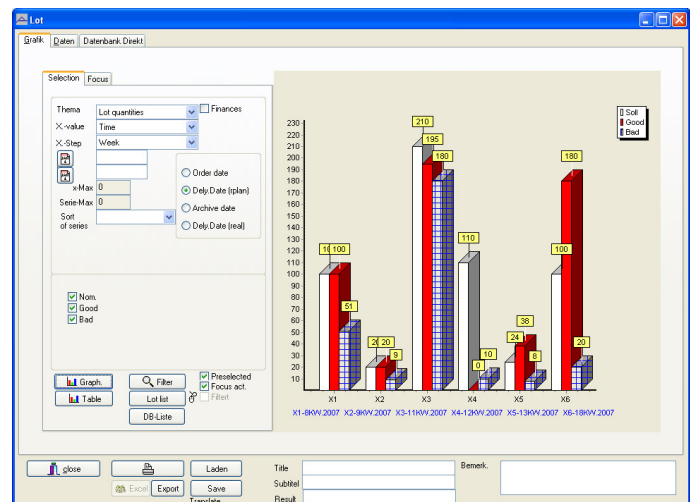 Lot
Grafik Daten Datenbank Direkt
Selection Focus
Thema Lot quantities Finances
X.-value Time
X.-Step Week
Order date
x-Max 0 Dely.Date (rplan)
Serie-Max 0 Archive date
Sort of series Dely.Date (real)
Nom.
Good
Bad
Graph. Filter Preselected
Focus act.
Table Lot list Filtert
DB-Liste
Soll
Good
Bad
230
220
210
200
190
180
170
160
150
140
130
120
110
100
90
80
70
60
50
40
30
20
10
100 51
20 9
210 195 180
110 0 10
24 38 8
100 180 20
X1 X2 X3 X4 X5 X6
X1-8KW.2007 X2-9KW.2007 X3-11KW.2007 X4-12KW.2007 X5-13KW.2007 X6-18KW.2007
close Laden Title Bemerk.
Excel Export Save Subtitel
Translate Result